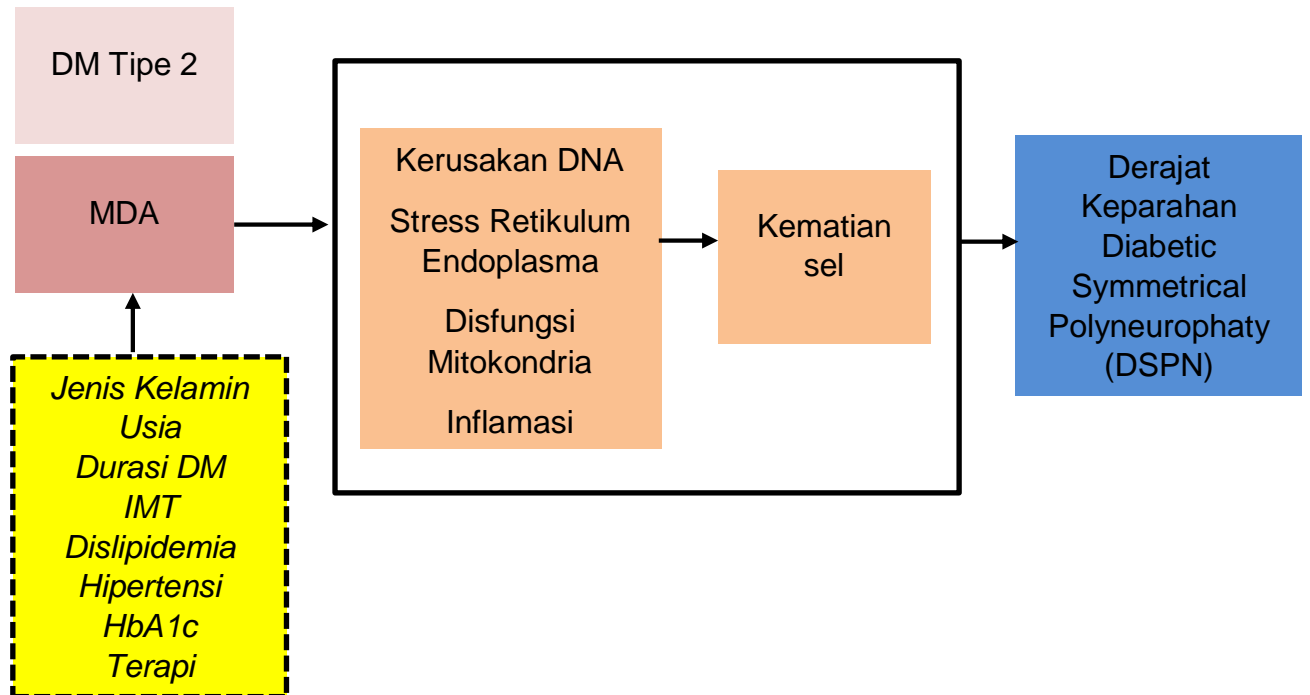 DM Tipe 2
MDA
Jenis Kelamin
Usia
Durasi DM
IMT
Dislipidemia
Hipertensi
HbA1c
Terapi
Kerusakan DNA
Stress Retikulum
Endoplasma
Disfungsi
Mitokondria
Inflamasi
Kematian
sel
Derajat
Keparahan
Diabetic
Symmetrical
Polyneurophaty
(DSPN)